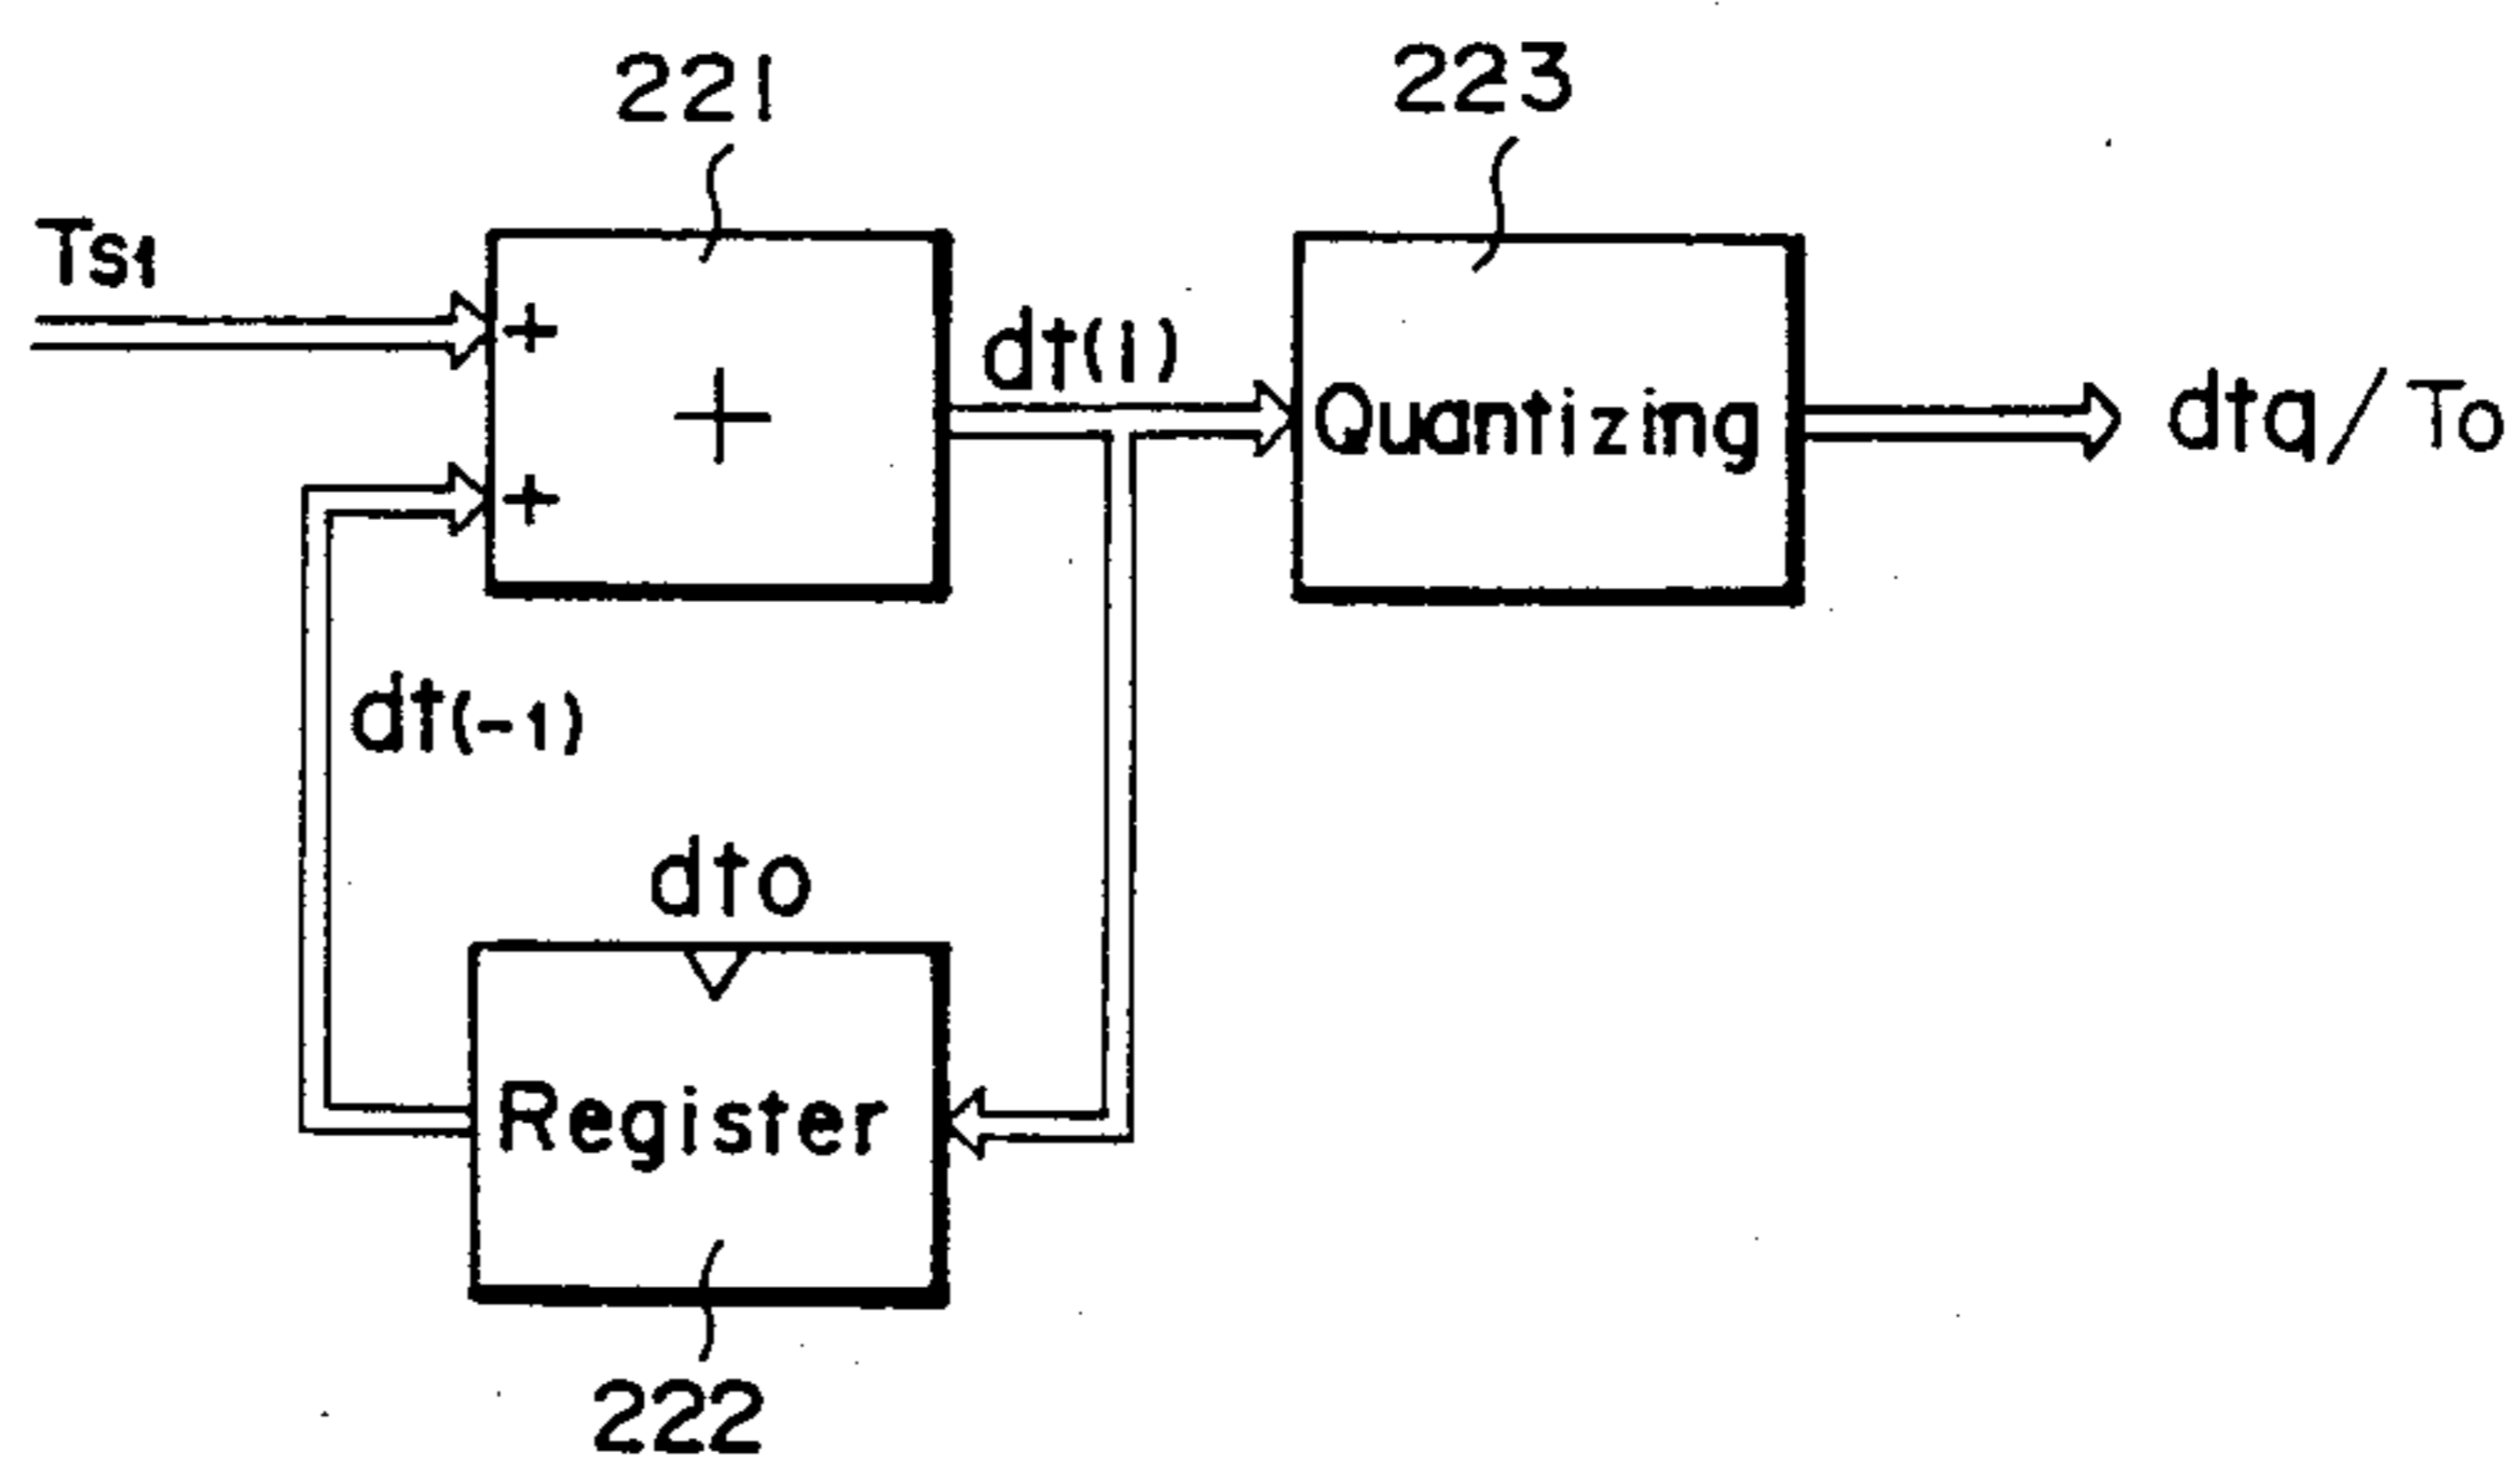 221
223
Ts1
+
+
+
dt(1)
Quantizing
dtq/To
dt(-1)
dto
Register
222